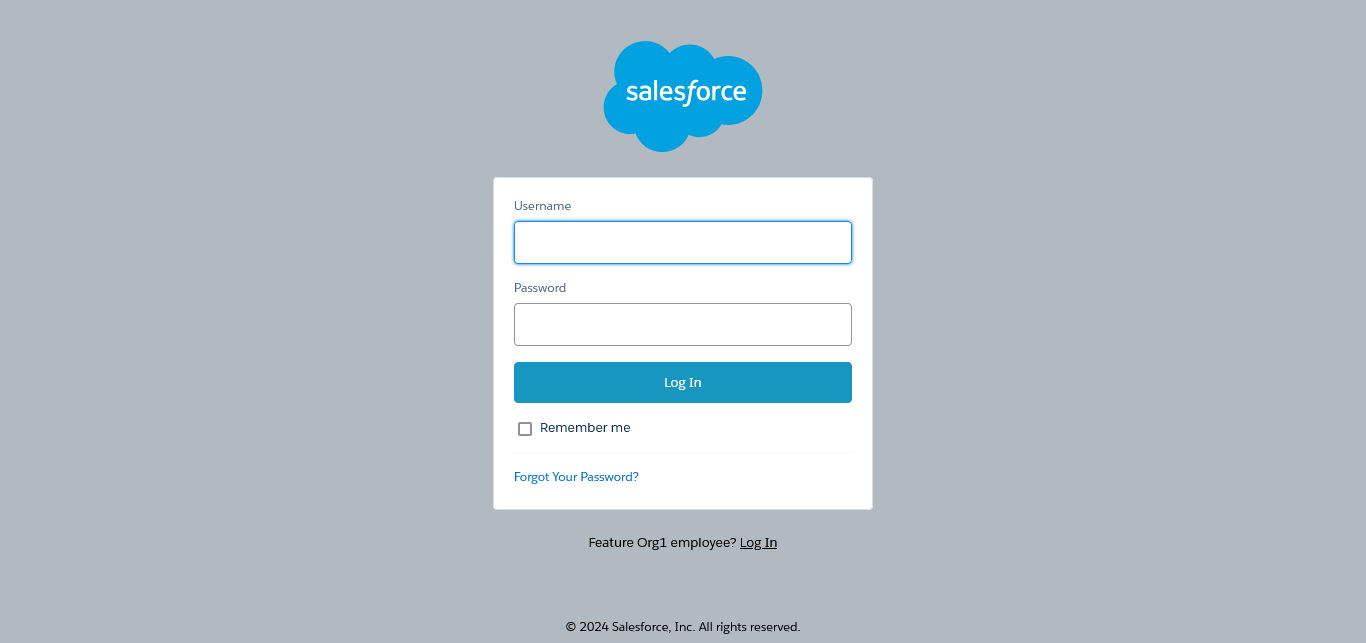 salesforce
Username
Password
Log In
Remember me
Forgot Your Password?
Feature Org1 employee? Log In
© 2024 Salesforce, Inc. All rights reserved.